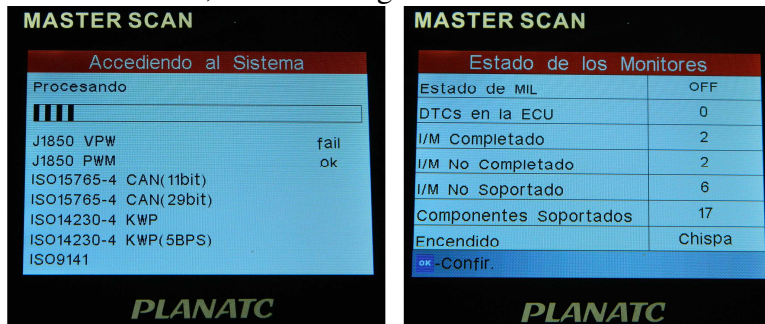 MASTER SCAN
Accediendo al Sistema
Procesando
J1850 VPW fail
J1850 PWM ok
ISO15765-4 CAN(11bit)
ISO15765-4 CAN(29bit)
ISO14230-4 KWP
ISO14230-4 KWP(5BPS)
ISO9141
PLANATC
MASTER SCAN
Estado de los Monitores
Estado de MIL OFF
DTCs en la ECU 0
I/M Completado 2
I/M No Completado 2
I/M No Soportado 6
Componentes Soportados 17
Encendido Chispa
OK -Confir.
PLANATC